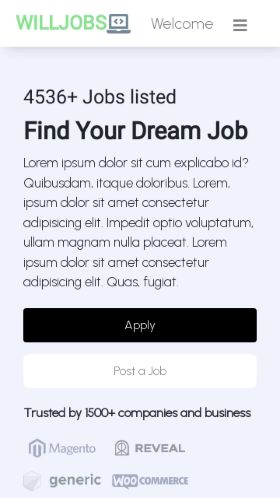 WILLJOBS Welcome
4536+ Jobs listed
Find Your Dream Job
Lorem ipsum dolor sit cum explicabo id?
Quibusdam, itaque doloribus. Lorem,
ipsum dolor sit amet consectetur
adipisicing elit. Impedit optio voluptatum,
ullam magnam nulla placeat. Lorem
ipsum dolor sit amet consectetur
adipisicing elit. Quas, fugiat.
Apply
Post a Job
Trusted by 1500+ companies and business
Magento REVEAL
generic WOOCOMMERCE